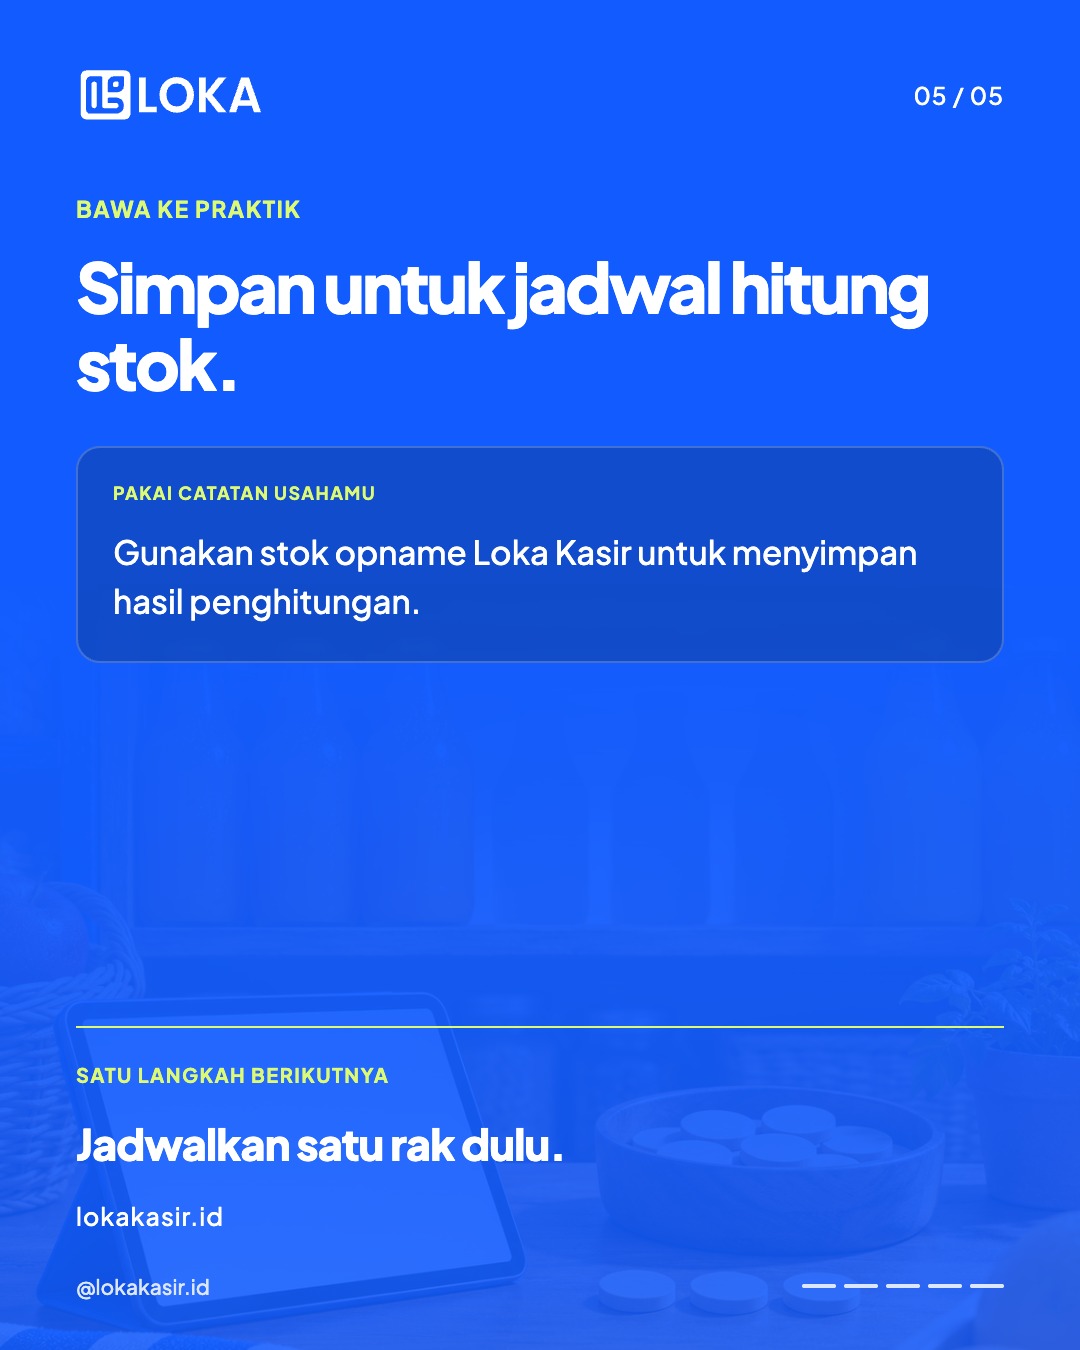 LOKA
05 / 05
BAWA KE PRAKTIK
Simpan untuk jadwal hitung
stok.
PAKAI CATATAN USAHAMU
Gunakan stok opname Loka Kasir untuk menyimpan
hasil penghitungan.
SATU LANGKAH BERIKUTNYA
Jadwalkan satu rak dulu.
lokakasir.id
@lokakasir.id